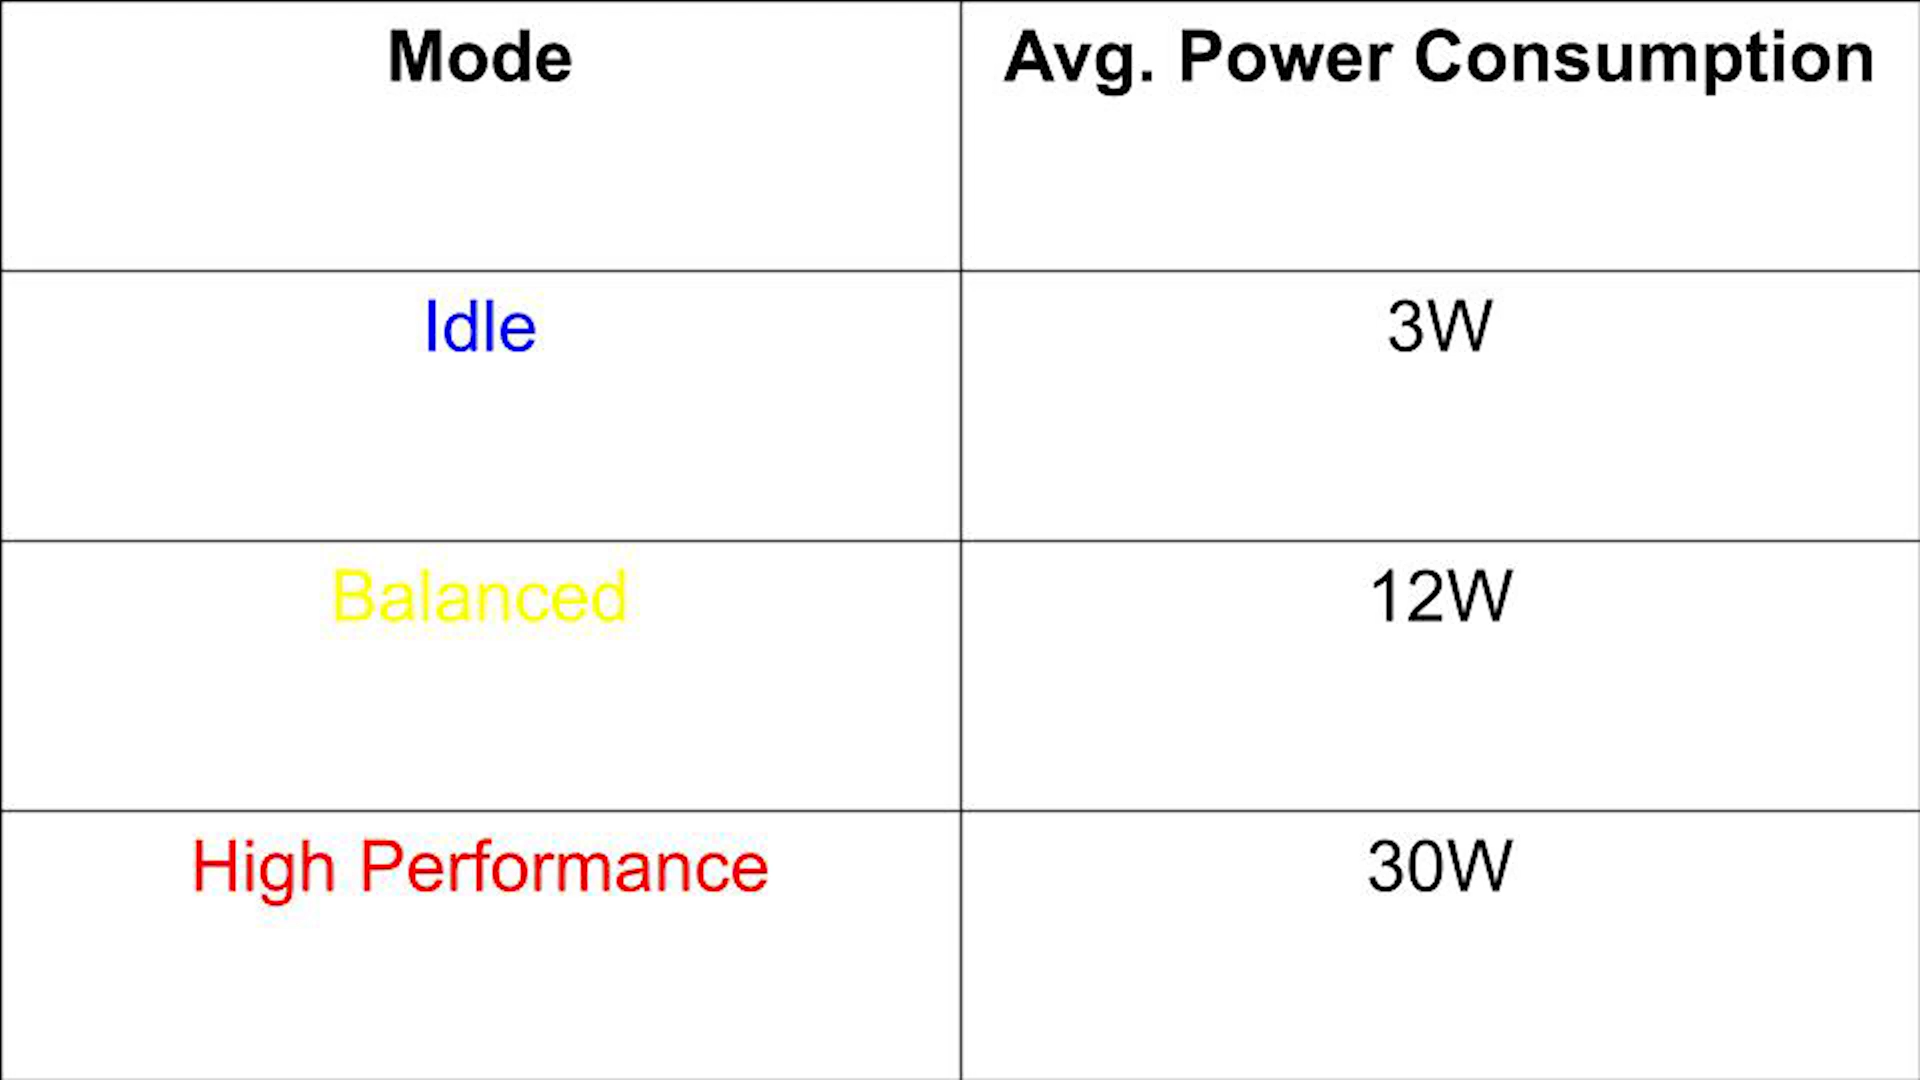 Mode Avg. Power Consumption
Idle 3W
Balanced 12W
High Performance 30W